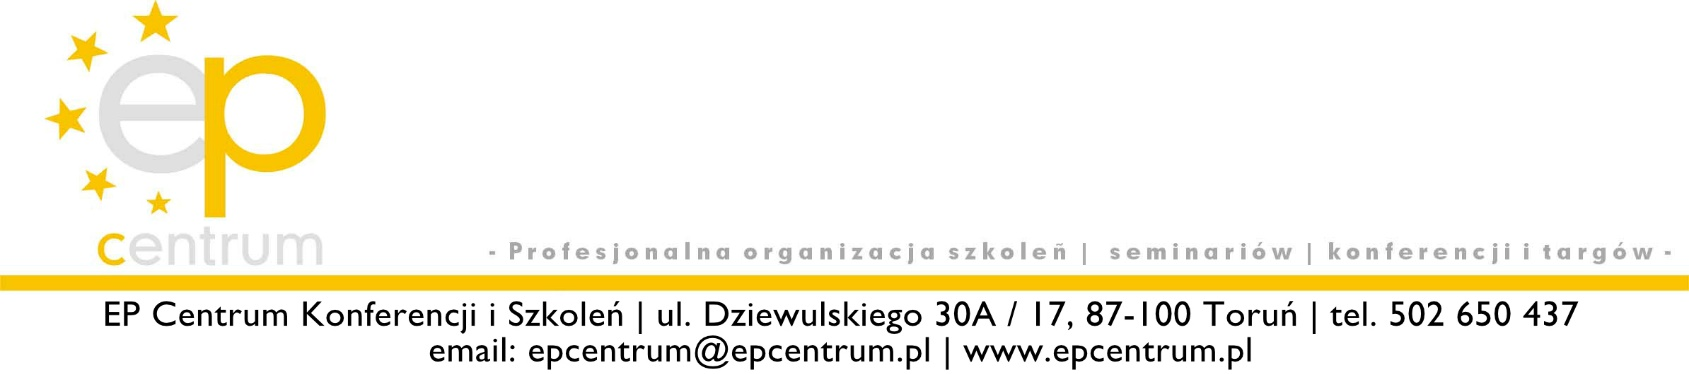 ep
centrum
- Profesjonalna organizacja szkoleñ | seminariów | konferencji i targów -
EP Centrum Konferencji i Szkoleń | ul. Dziewulskiego 30A / 17, 87-100 Toruń | tel. 502 650 437
email: epcentrum@epcentrum.pl | www.epcentrum.pl